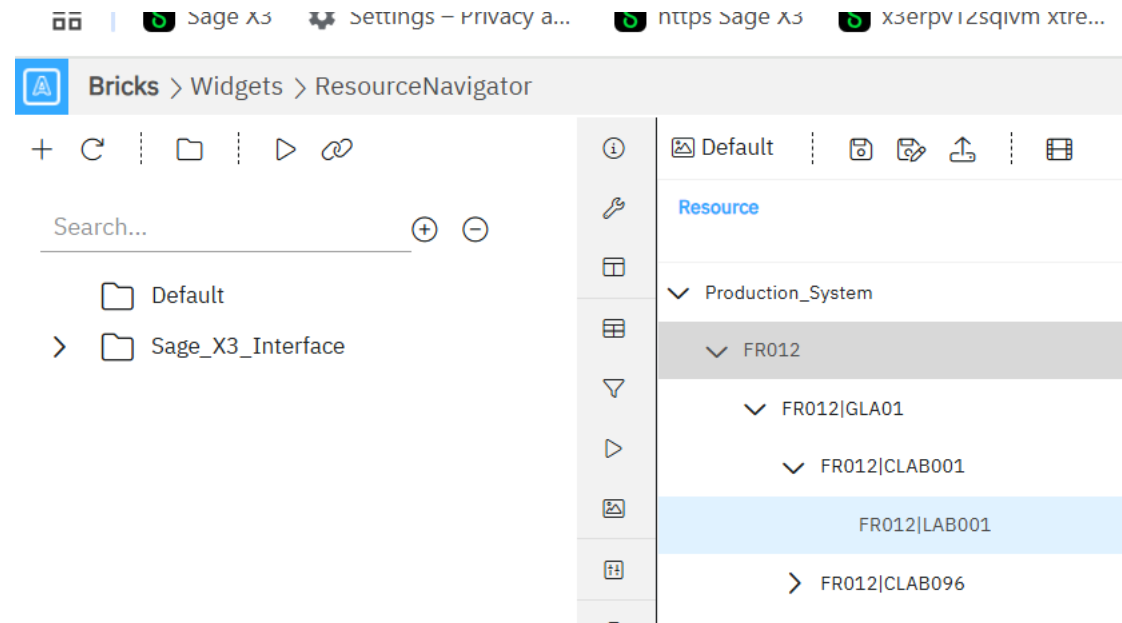 Sage X3 Settings – Privacy a... https Sage X3 x3erpv12sqlvm xtre...
Bricks > Widgets > ResourceNavigator
Default
Search...
Resource
Default
Sage_X3_Interface
Production_System
FR012
FR012|GLA01
FR012|CLAB001
FR012|LAB001
FR012|CLAB096